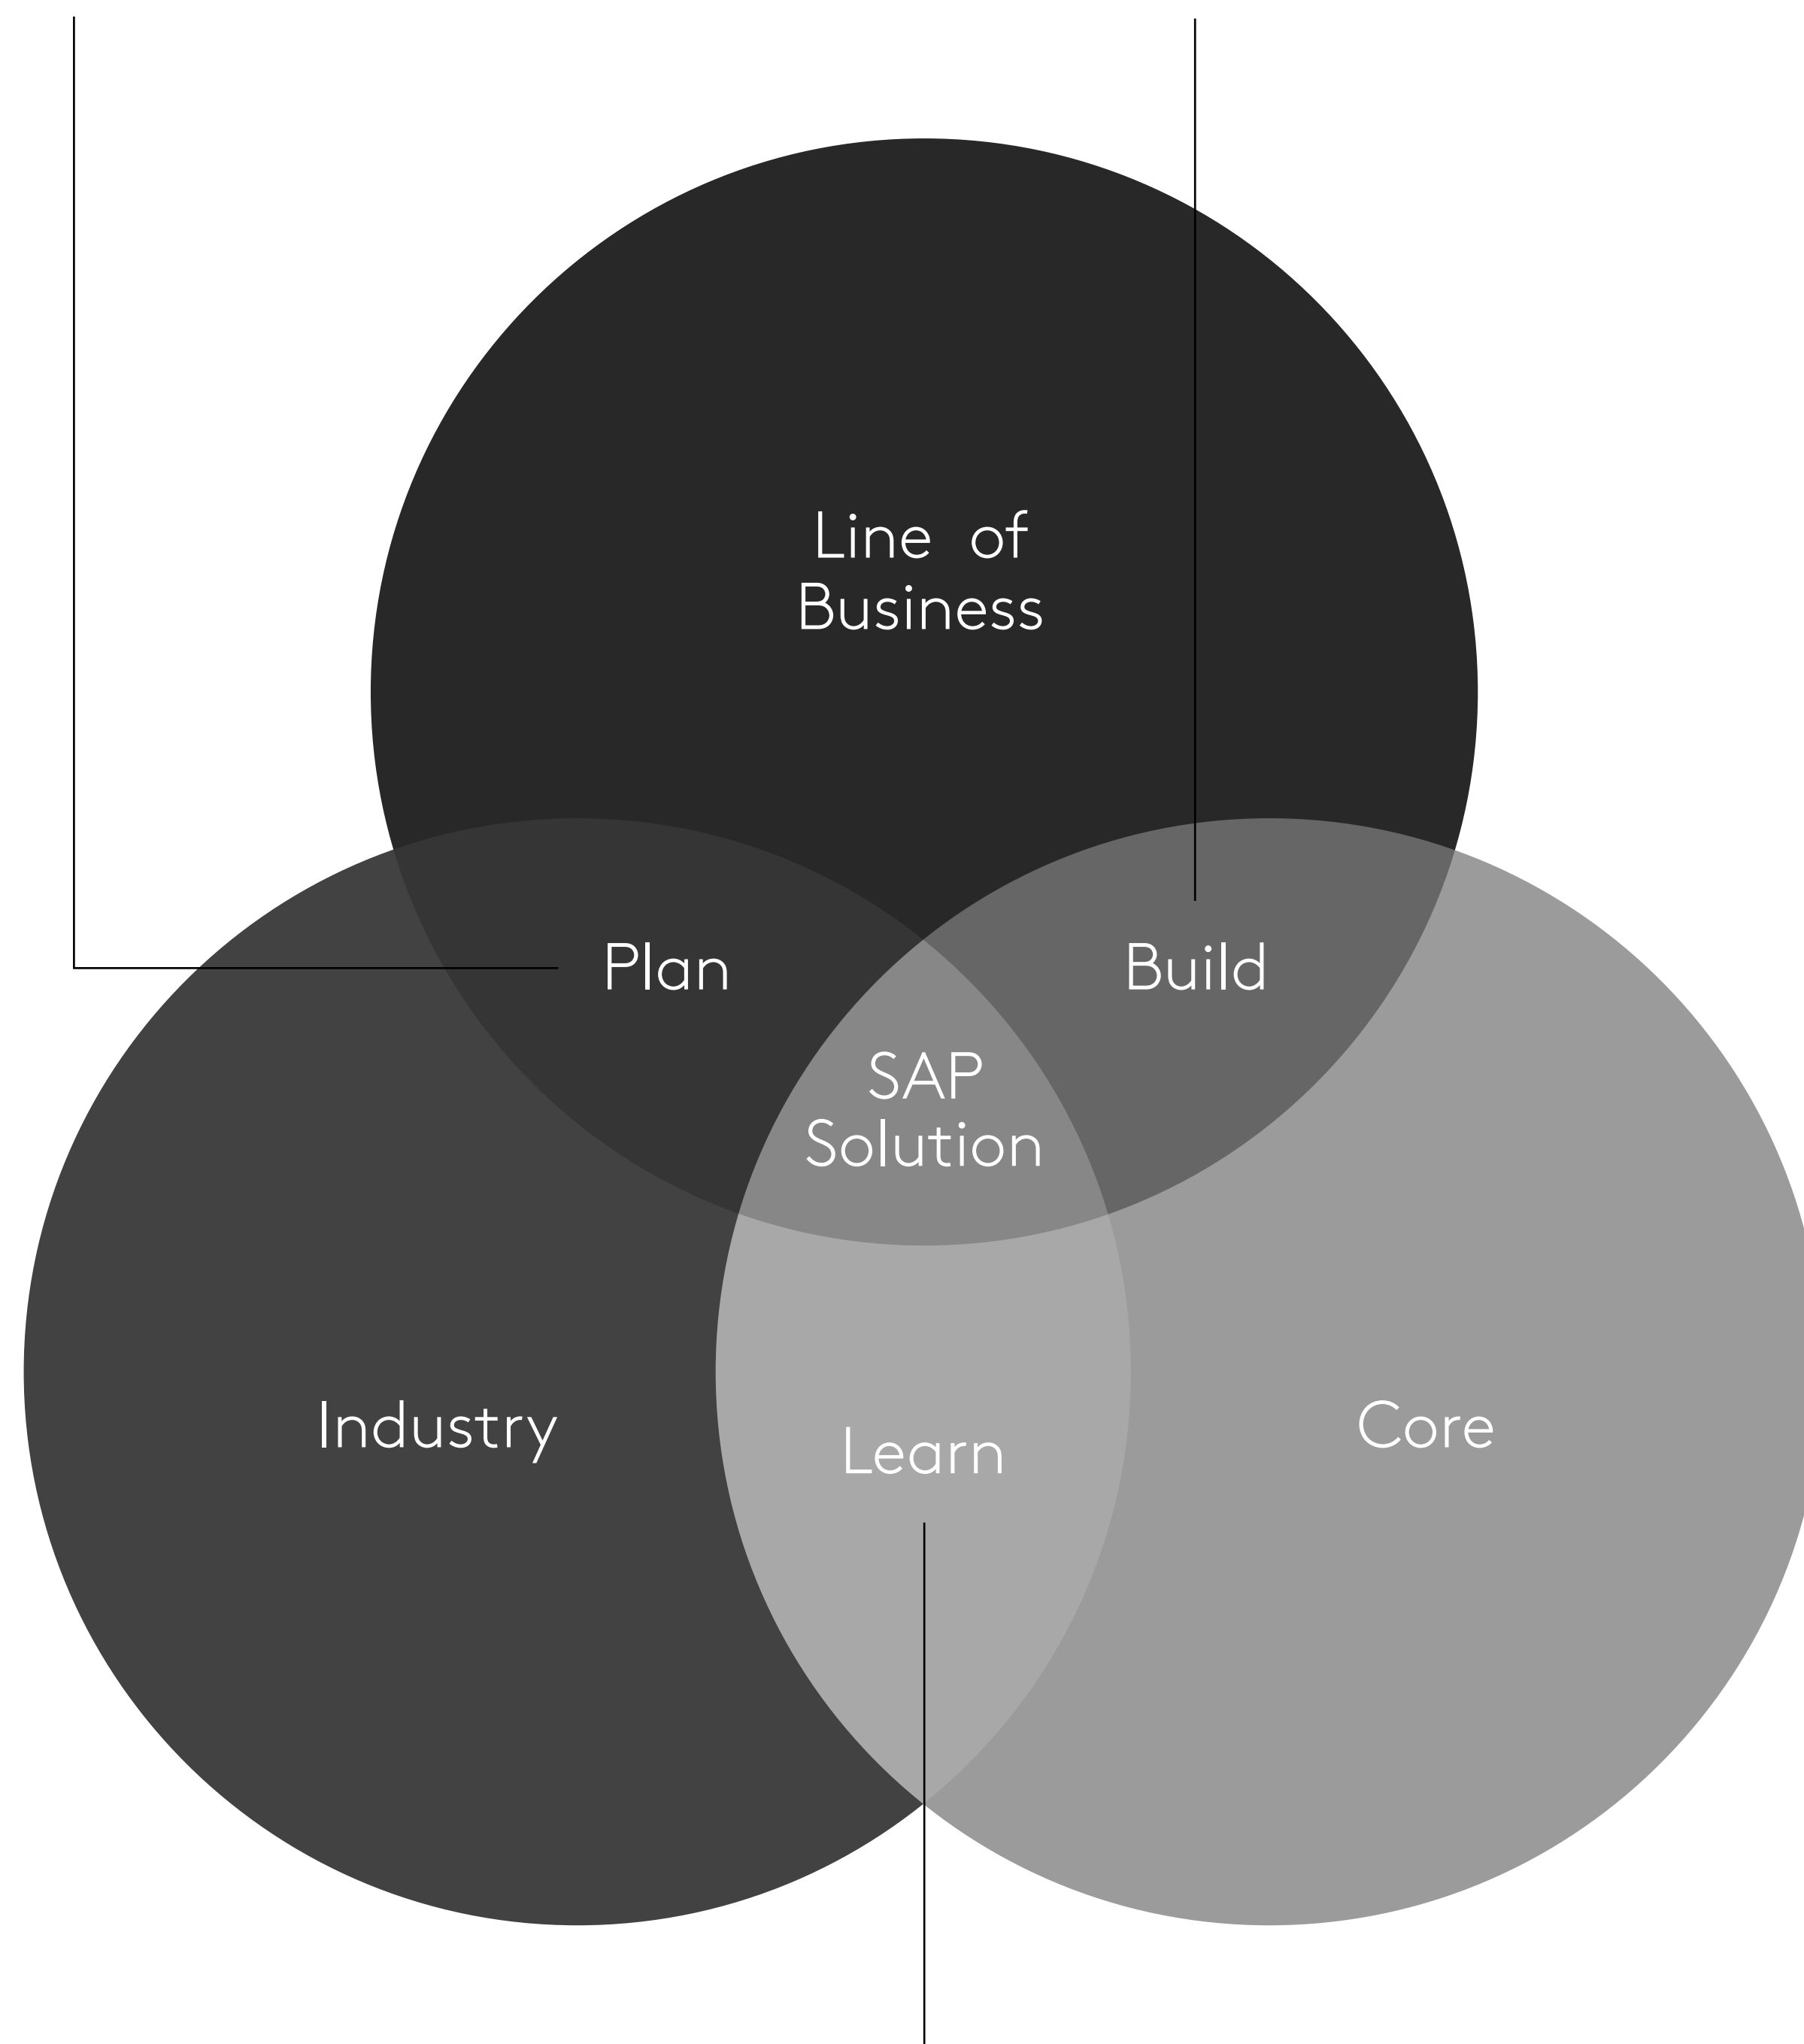 Line of
Business
Plan
Build
SAP
Solution
Industry
Learn
Core